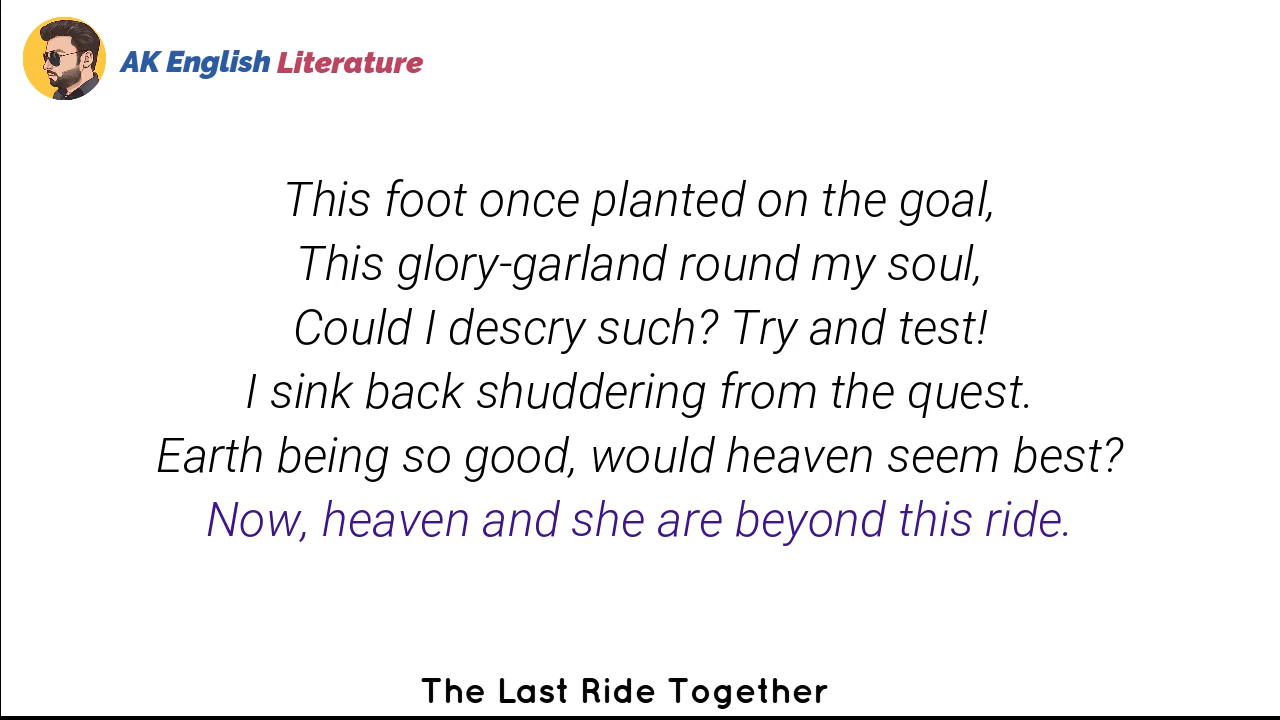 AK English Literature
This foot once planted on the goal,
This glory-garland round my soul,
Could I descry such? Try and test!
I sink back shuddering from the quest.
Earth being so good, would heaven seem best?
Now, heaven and she are beyond this ride.
The Last Ride Together